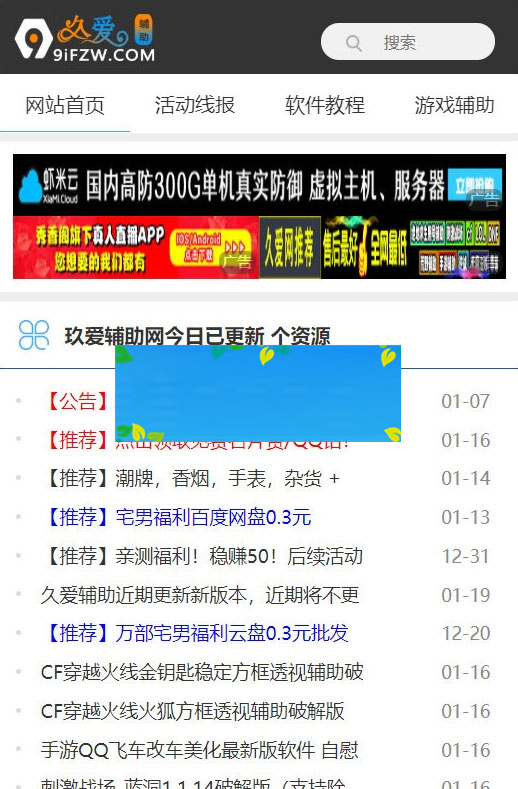 久爱 辅助
9iFZW.COM
搜索
网站首页 活动线报 软件教程 游戏辅助
虾米云 XiaMi.Cloud 国内高防300G单机真实防御 虚拟主机、服务器 立即抢购
广告
秀香阁旗下真人直播APP
您想要的我们都有
IOS/Android
点击下载
广告
久爱网推荐 售后最好 全网最低
玖爱辅助网今日已更新 个资源
【公告】 01-07
【推荐】点击领取免费名片赞/QQ钻! 01-16
【推荐】潮牌，香烟，手表，杂货 + 01-14
【推荐】宅男福利百度网盘0.3元 01-13
【推荐】亲测福利！稳赚50！后续活动 12-31
久爱辅助近期更新新版本，近期将不更 01-19
【推荐】万部宅男福利云盘0.3元批发 12-20
CF穿越火线金钥匙稳定方框透视辅助破 01-16
CF穿越火线火狐方框透视辅助破解版 01-16
手游QQ飞车改车美化最新版软件 自慰 01-16
刺激战场-蓝洞1.1.14破解版（支持除 01-16